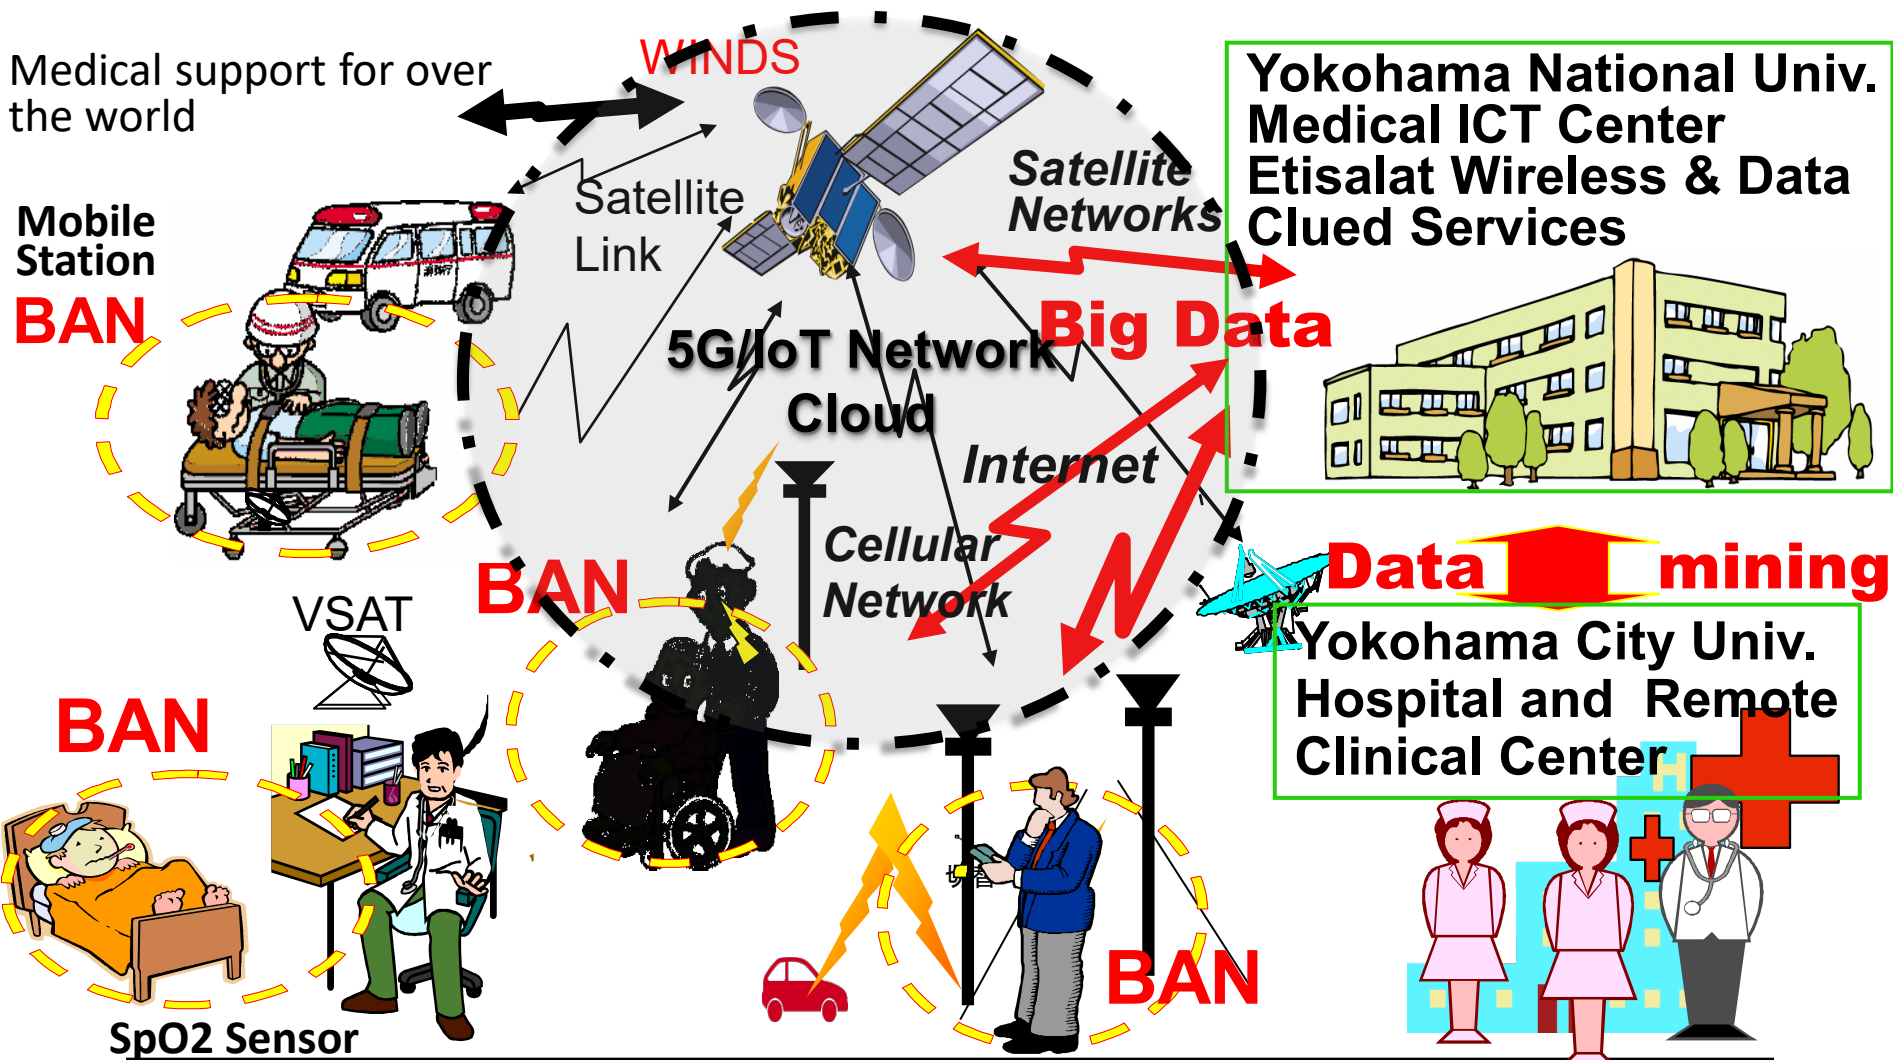 WINDS
Medical support for over
the world
Yokohama National Univ.
Medical ICT Center
Etisalat Wireless & Data
Clued Services
Satellite
Networks
Satellite
Link
Mobile
Station
BAN
Big Data
5G/IoT Network
Cloud
Internet
Cellular
Network
BAN
Data mining
VSAT
Yokohama City Univ.
Hospital and Remote
Clinical Center
BAN
BAN
SpO2 Sensor